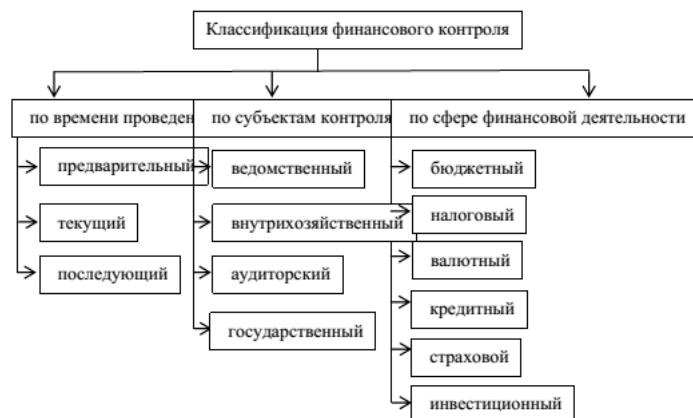 Классификация финансового контроля
по времени проведен
по субъектам контроля
по сфере финансовой деятельности
предварительный
текущий
последующий
ведомственный
внутрихозяйственный
аудиторский
государственный
бюджетный
налоговый
валютный
кредитный
страховой
инвестиционный